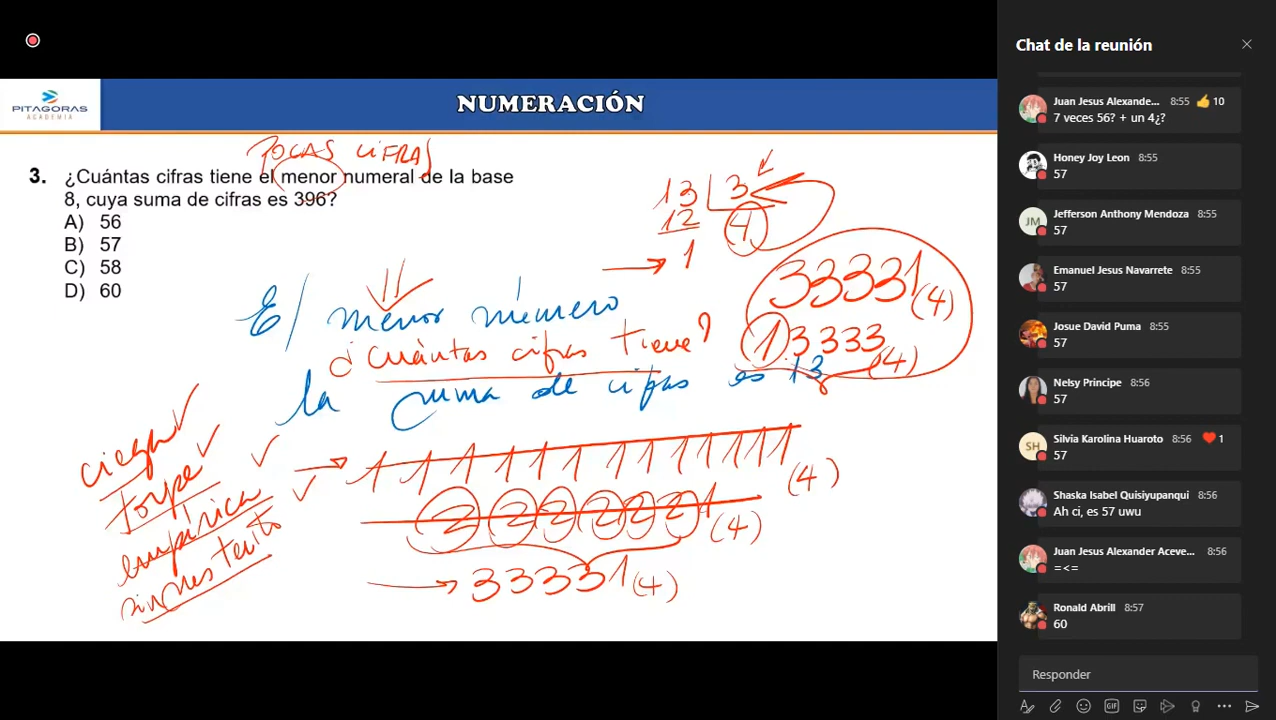 PITAGORAS
ACADEMIA
NUMERACIÓN
POCAS CIFRAS
3. ¿Cuántas cifras tiene el menor numeral de la base
8, cuya suma de cifras es 396?
A) 56
B) 57
C) 58
D) 60
13 3
12 4
1
33331(4)
13333(4)
El menor número
¿cuántas cifras tiene?
la suma de cifras es 13
ciega
torpe
empírica
sin
1111111111111(4)
2222221(4)
33331(4)
Chat de la reunión
Juan Jesus Alexande... 8:55 👍 10
7 veces 56? + un 4¿?
Honey Joy Leon 8:55
57
JM Jefferson Anthony Mendoza 8:55
57
Emanuel Jesus Navarrete 8:55
57
Josue David Puma 8:55
57
Nelsy Principe 8:56
57
SH Silvia Karolina Huaroto 8:56 ❤️ 1
57
Shaska Isabel Quisiyupanqui 8:56
Ah ci, es 57 uwu
Juan Jesus Alexander Aceve... 8:56
=<=
Ronald Abrill 8:57
60
Responder
GIF